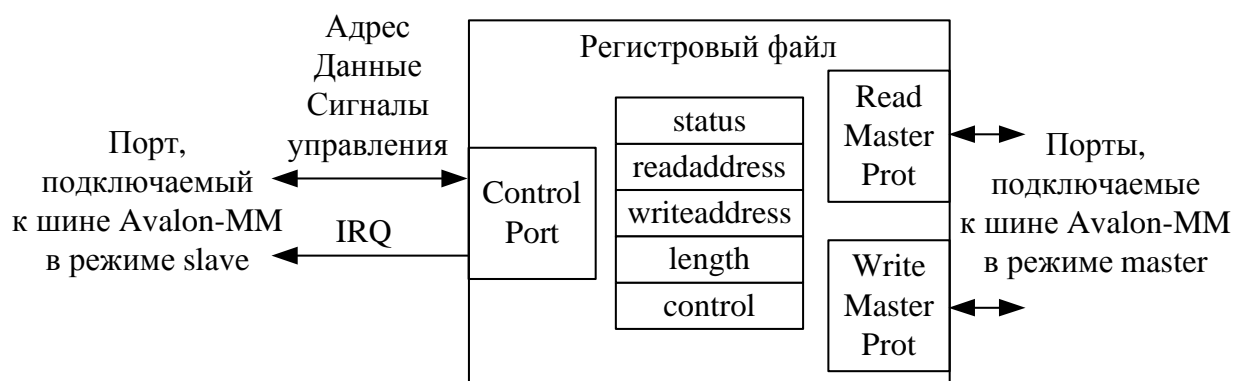 Адрес
Данные
Сигналы
управления
Порт,
подключаемый
к шине Avalon-MM
в режиме slave
IRQ
Регистровый файл
Control
Port
status
readaddress
writeaddress
length
control
Read
Master
Prot
Write
Master
Prot
Порты,
подключаемые
к шине Avalon-MM
в режиме master